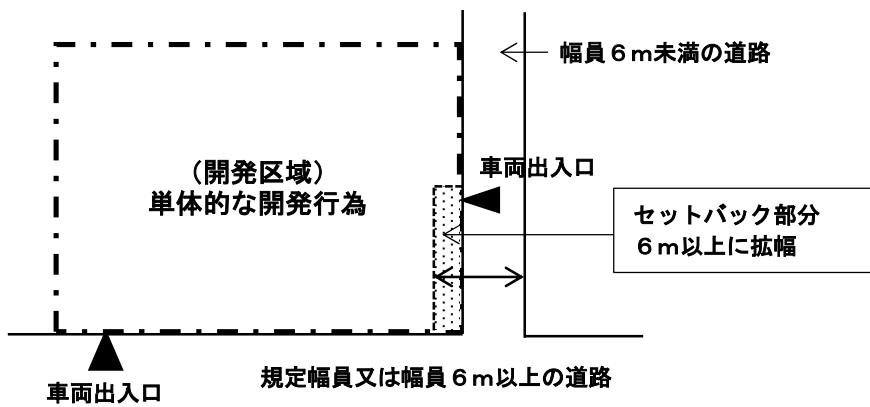 幅員６ｍ未満の道路
車両出入口
（開発区域）
単体的な開発行為
セットバック部分
６ｍ以上に拡幅
規定幅員又は幅員６ｍ以上の道路
車両出入口